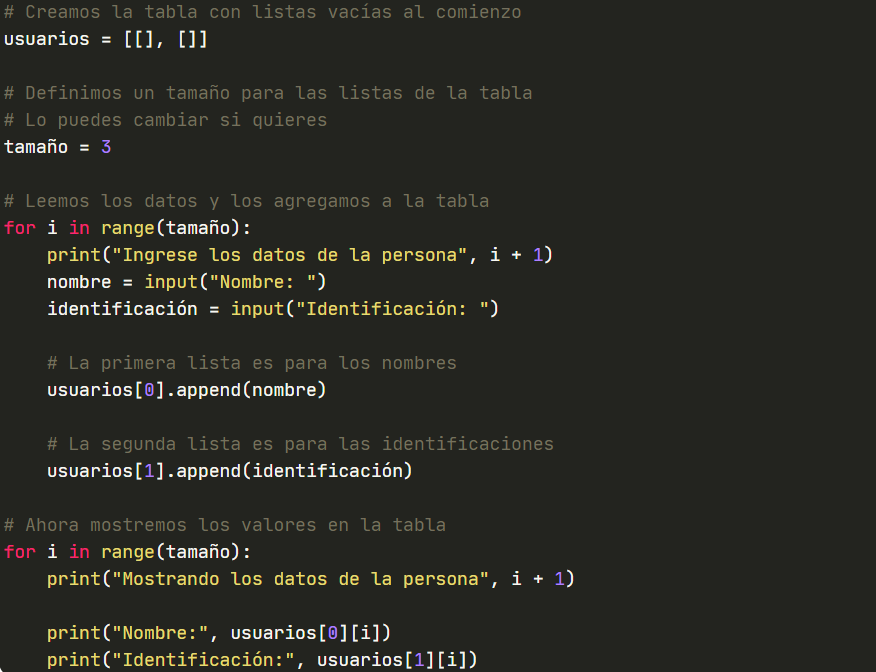 # Creamos la tabla con listas vacías al comienzo
usuarios = [[], []]
# Definimos un tamaño para las listas de la tabla
# Lo puedes cambiar si quieres
tamaño = 3
# Leemos los datos y los agregamos a la tabla
for i in range(tamaño):
    print("Ingrese los datos de la persona", i + 1)
    nombre = input("Nombre: ")
    identificación = input("Identificación: ")
    # La primera lista es para los nombres
    usuarios[0].append(nombre)
    # La segunda lista es para las identificaciones
    usuarios[1].append(identificación)
# Ahora mostremos los valores en la tabla
for i in range(tamaño):
    print("Mostrando los datos de la persona", i + 1)
    print("Nombre:", usuarios[0][i])
    print("Identificación:", usuarios[1][i])